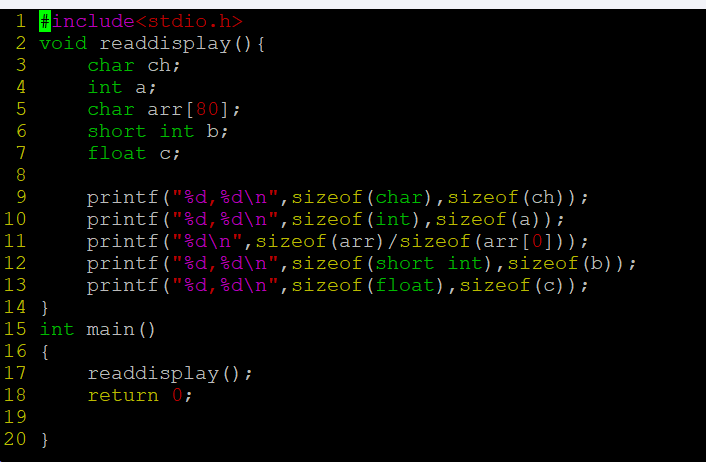 1 #include<stdio.h>
2 void readdisplay(){
3     char ch;
4     int a;
5     char arr[80];
6     short int b;
7     float c;
8
9     printf("%d,%d\n",sizeof(char),sizeof(ch));
10     printf("%d,%d\n",sizeof(int),sizeof(a));
11     printf("%d\n",sizeof(arr)/sizeof(arr[0]));
12     printf("%d,%d\n",sizeof(short int),sizeof(b));
13     printf("%d,%d\n",sizeof(float),sizeof(c));
14 }
15 int main()
16 {
17     readdisplay();
18     return 0;
19
20 }